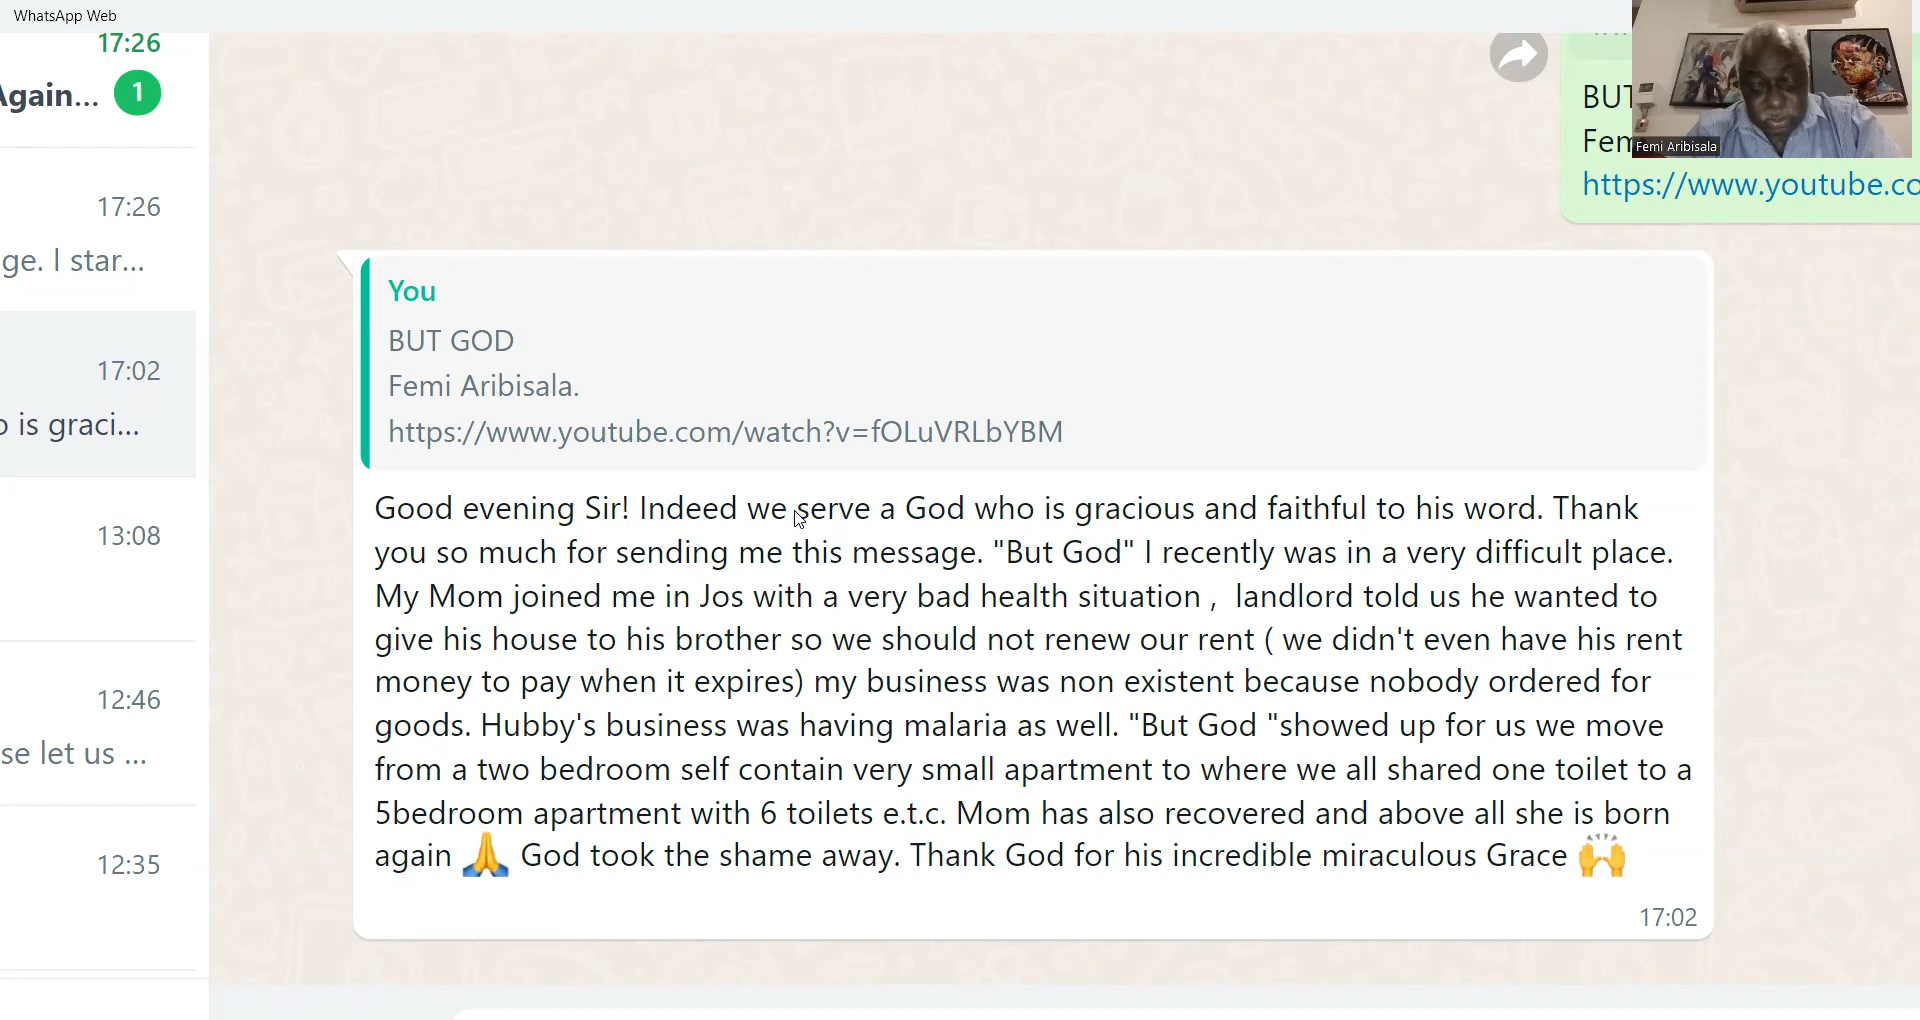 WhatsApp Web
17:26
Again... 1
17:26
ge. I star...
17:02
o is graci...
13:08
12:46
se let us ...
12:35
BUT
Fem
https://www.youtube.co
Femi Aribisala
You
BUT GOD
Femi Aribisala.
https://www.youtube.com/watch?v=fOLuVRLbYBM
Good evening Sir! Indeed we serve a God who is gracious and faithful to his word. Thank
you so much for sending me this message. "But God" I recently was in a very difficult place.
My Mom joined me in Jos with a very bad health situation , landlord told us he wanted to
give his house to his brother so we should not renew our rent ( we didn't even have his rent
money to pay when it expires) my business was non existent because nobody ordered for
goods. Hubby's business was having malaria as well. "But God "showed up for us we move
from a two bedroom self contain very small apartment to where we all shared one toilet to a
5bedroom apartment with 6 toilets e.t.c. Mom has also recovered and above all she is born
again 🙏 God took the shame away. Thank God for his incredible miraculous Grace 🙌
17:02